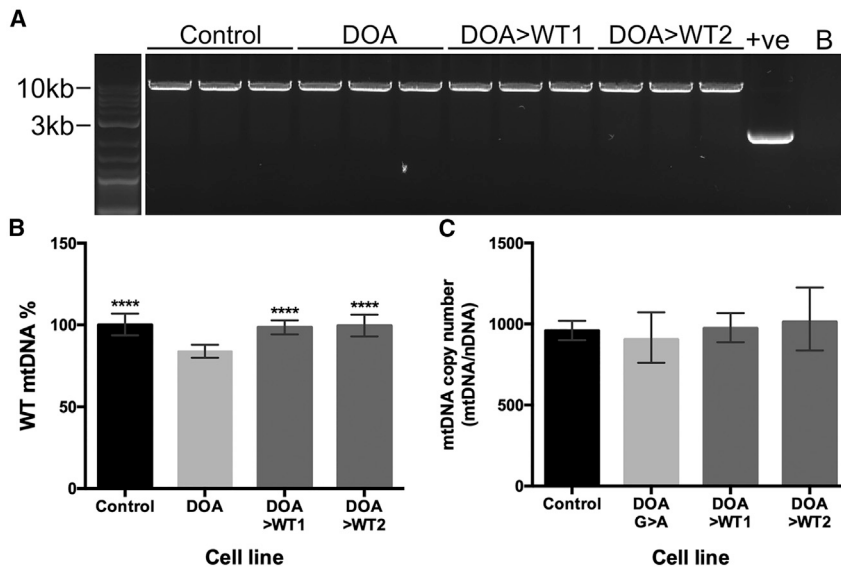 A
Control DOA DOA>WT1 DOA>WT2 +ve B
10kb
3kb
B
WT mtDNA %
150
100
50
0
****
****
****
Control DOA DOA DOA
>WT1 >WT2
Cell line
C
mtDNA copy number
(mtDNA/nDNA)
1500
1000
500
0
Control DOA DOA DOA
G>A >WT1 >WT2
Cell line